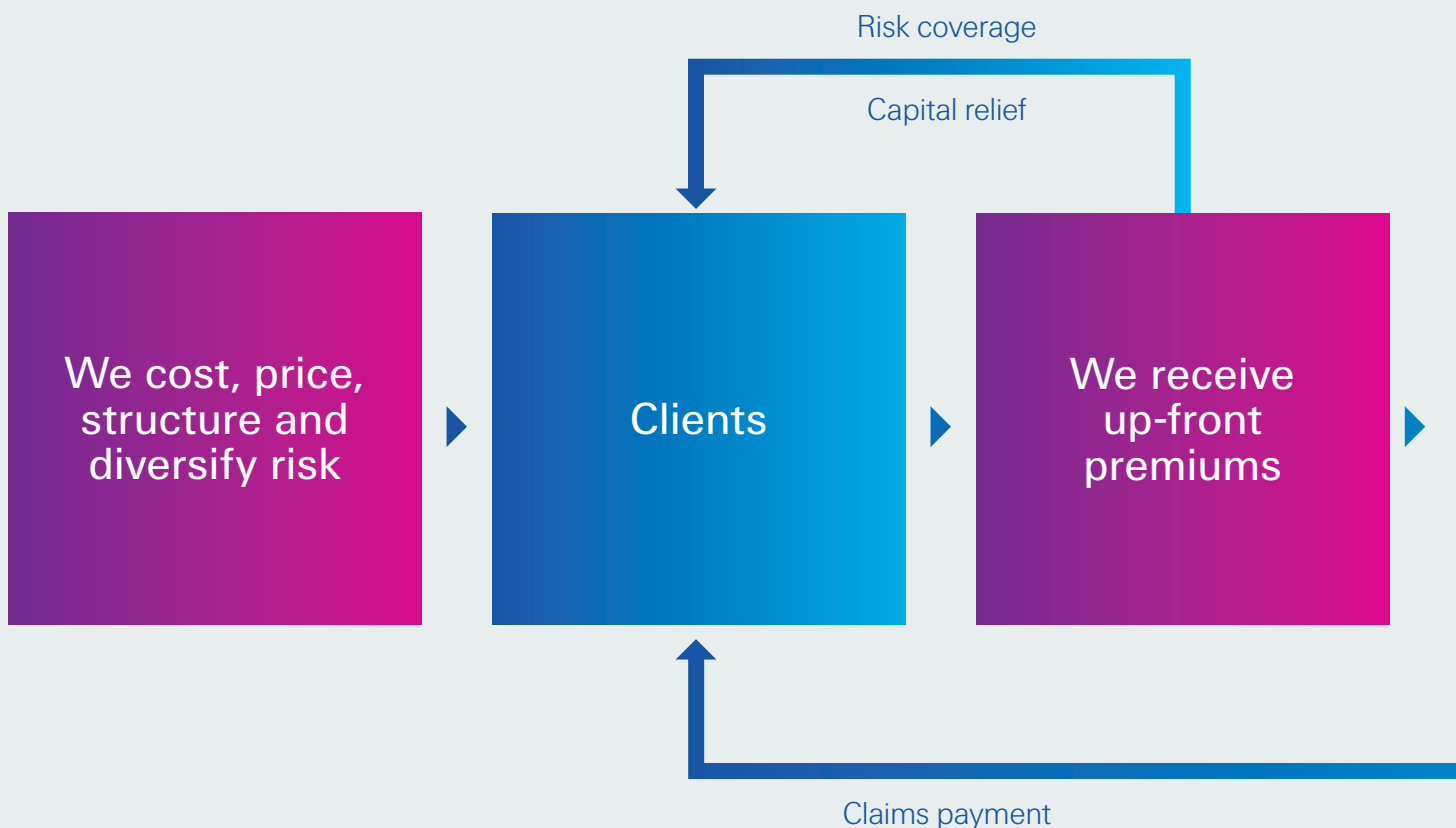 Risk coverage
Capital relief
We cost, price,
structure and
diversify risk
Clients
We receive
up-front
premiums
Claims payment